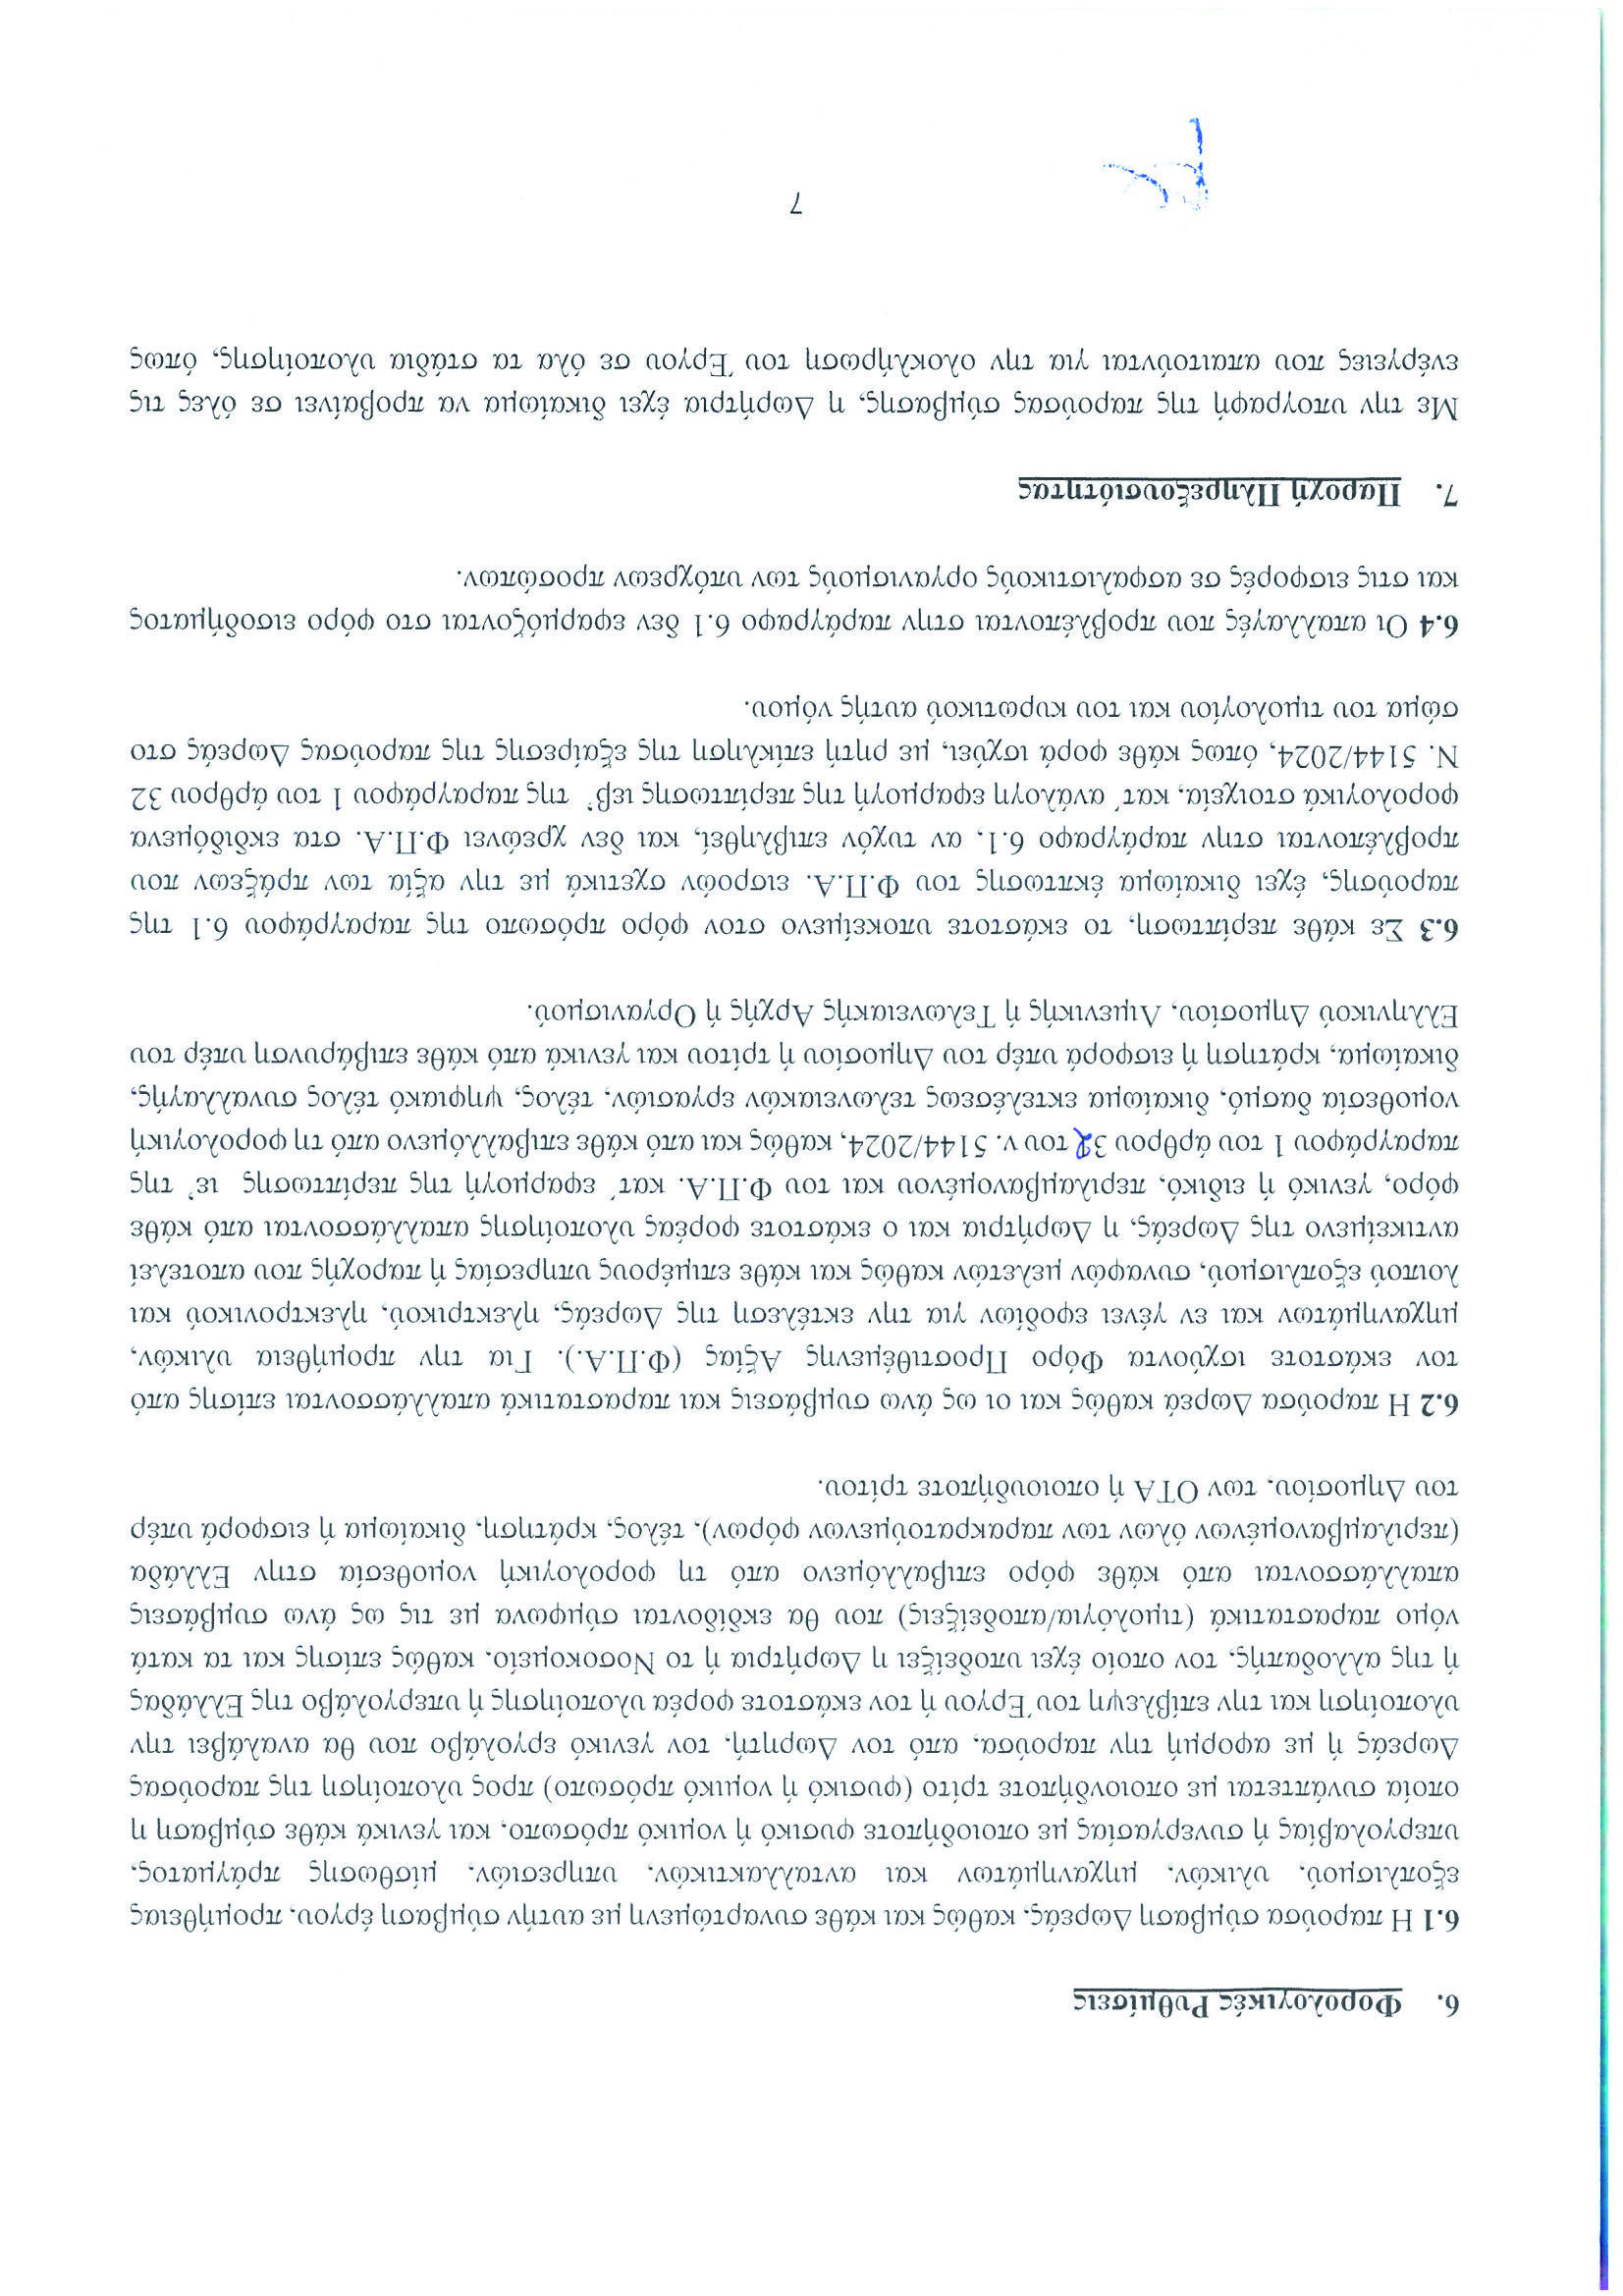 6. Φορολογικές Ρυθμίσεις
6.1 Η παρούσα σύμβαση Δωρεάς, καθώς και κάθε συναρτώμενη με αυτήν σύμβαση έργου, προμήθειας
εξοπλισμού, υλικών, μηχανημάτων και ανταλλακτικών, υπηρεσιών, μίσθωσης πράγματος,
υπεργολαβίας ή συνεργασίας με οποιοδήποτε φυσικό ή νομικό πρόσωπο, και γενικά κάθε σύμβαση η
οποία συνάπτεται με οποιονδήποτε τρίτο (φυσικό ή νομικό πρόσωπο) προς υλοποίηση της παρούσας
Δωρεάς ή με αφορμή την παρούσα, από τον Δωρητή, τον γενικό εργολάβο που θα αναλάβει την
υλοποίηση και την επίβλεψη του Έργου ή τον εκάστοτε φορέα υλοποίησης ή υπεργολάβο της Ελλάδας
ή της αλλοδαπής, τον οποίο έχει υποδείξει η Δωρήτρια ή το Νοσοκομείο, καθώς επίσης και τα κατά
νόμο παραστατικά (τιμολόγια/αποδείξεις) που θα εκδίδονται σύμφωνα με τις ως άνω συμβάσεις
απαλλάσσονται από κάθε φόρο επιβαλλόμενο από τη φορολογική νομοθεσία στην Ελλάδα
(περιλαμβανομένων όλων των παρακρατούμενων φόρων), τέλος, κράτηση, δικαίωμα ή εισφορά υπέρ
του Δημοσίου, των ΟΤΑ ή οποιουδήποτε τρίτου.
6.2 Η παρούσα Δωρεά καθώς και οι ως άνω συμβάσεις και παραστατικά απαλλάσσονται επίσης από
τον εκάστοτε ισχύοντα Φόρο Προστιθέμενης Αξίας (Φ.Π.Α.). Για την προμήθεια υλικών,
μηχανημάτων και εν γένει εφοδίων για την εκτέλεση της Δωρεάς, ηλεκτρικού, ηλεκτρονικού και
λοιπού εξοπλισμού, συναφών μελετών καθώς και κάθε επιμέρους υπηρεσίας ή παροχής που αποτελεί
αντικείμενο της Δωρεάς, η Δωρήτρια και ο εκάστοτε φορέας υλοποίησης απαλλάσσονται από κάθε
φόρο, γενικό ή ειδικό, περιλαμβανομένου και του Φ.Π.Α. κατ’ εφαρμογή της περίπτωσης ιε’ της
παραγράφου 1 του άρθρου 32 του ν. 5144/2024, καθώς και από κάθε επιβαλλόμενο από τη φορολογική
νομοθεσία δασμό, δικαίωμα εκτελέσεως τελωνειακών εργασιών, τέλος, ψηφιακό τέλος συναλλαγής,
δικαίωμα, κράτηση ή εισφορά υπέρ του Δημοσίου ή τρίτου και γενικά από κάθε επιβάρυνση υπέρ του
Ελληνικού Δημοσίου, Λιμενικής ή Τελωνειακής Αρχής ή Οργανισμού.
6.3 Σε κάθε περίπτωση, το εκάστοτε υποκείμενο στον φόρο πρόσωπο της παραγράφου 6.1 της
παρούσης, έχει δικαίωμα έκπτωσης του Φ.Π.Α. εισροών σχετικά με την αξία των πράξεων που
προβλέπονται στην παράγραφο 6.1, αν τυχόν επιβληθεί, και δεν χρεώνει Φ.Π.Α. στα εκδιδόμενα
φορολογικά στοιχεία, κατ’ ανάλογη εφαρμογή της περίπτωσης ιεβ’ της παραγράφου 1 του άρθρου 32
Ν. 5144/2024, όπως κάθε φορά ισχύει, με ρητή επίκληση της εξαίρεσης της παρούσας Δωρεάς στο
σώμα του τιμολογίου και του κυρωτικού αυτής νόμου.
6.4 Οι απαλλαγές που προβλέπονται στην παράγραφο 6.1 δεν εφαρμόζονται στο φόρο εισοδήματος
και στις εισφορές σε ασφαλιστικούς οργανισμούς των υπόχρεων προσώπων.
7. Παροχή Πληρεξουσιότητας
Με την υπογραφή της παρούσας σύμβασης, η Δωρήτρια έχει δικαίωμα να προβαίνει σε όλες τις
ενέργειες που απαιτούνται για την ολοκλήρωση του Έργου σε όλα τα στάδια υλοποίησης, όπως
7